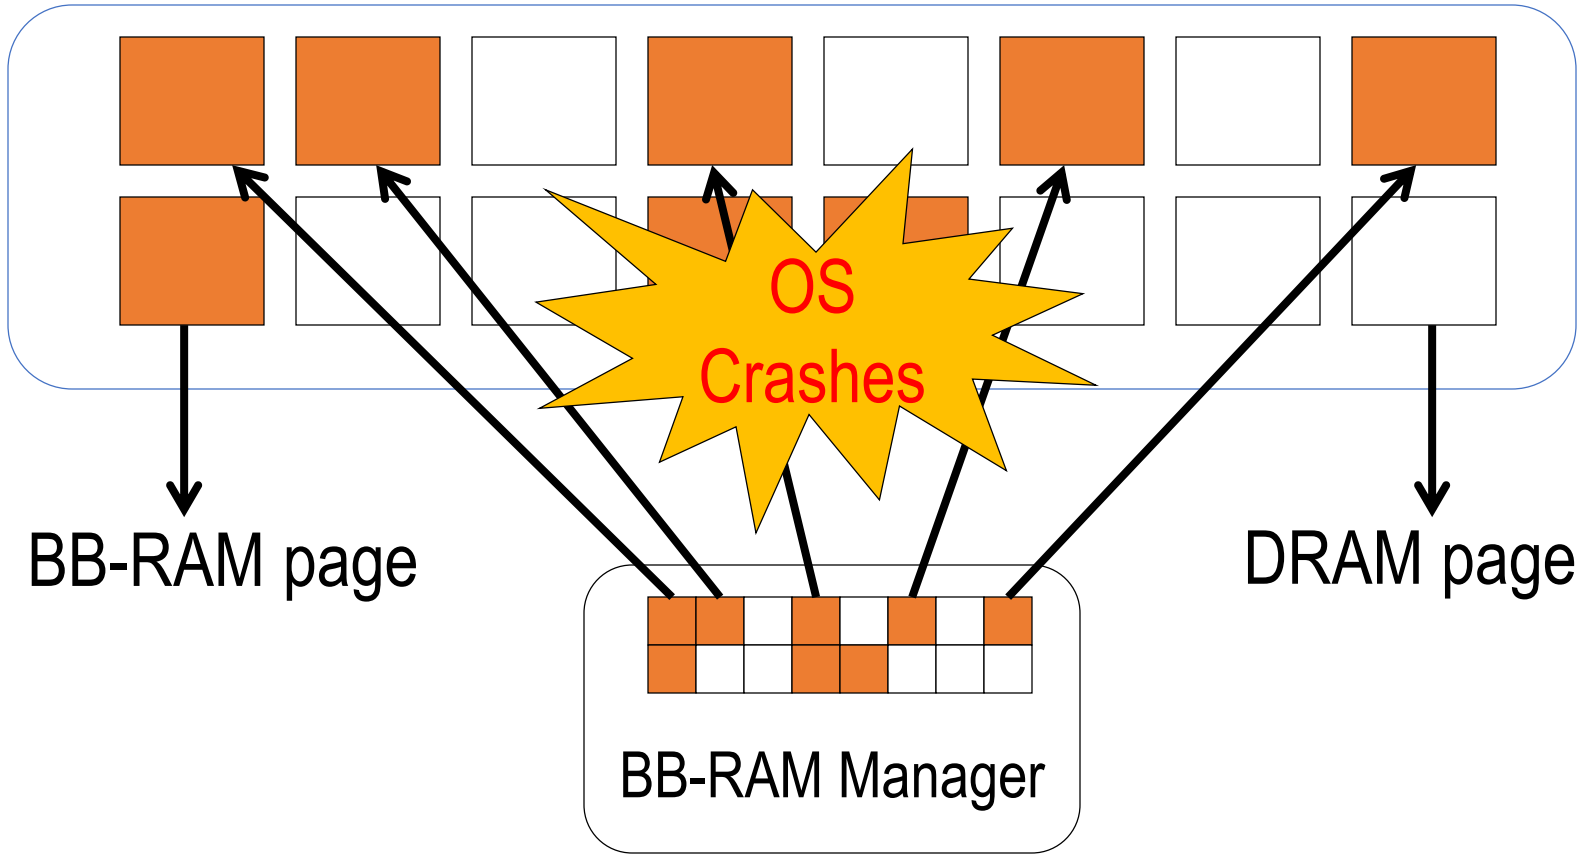 OS
Crashes
BB-RAM page
DRAM page
BB-RAM Manager